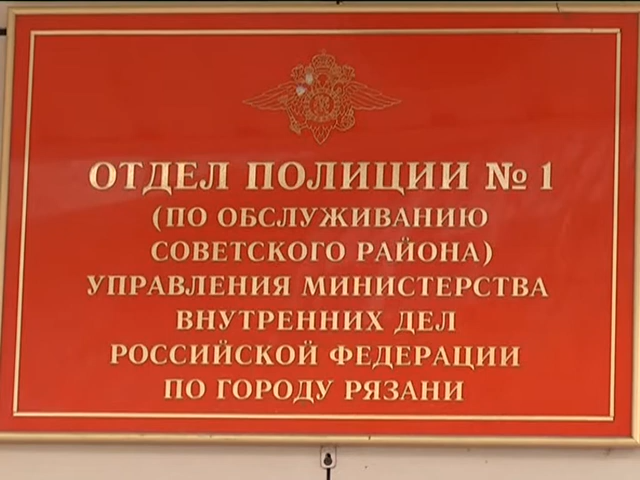 ОТДЕЛ ПОЛИЦИИ № 1
(ПО ОБСЛУЖИВАНИЮ
СОВЕТСКОГО РАЙОНА)
УПРАВЛЕНИЯ МИНИСТЕРСТВА
ВНУТРЕННИХ ДЕЛ
РОССИЙСКОЙ ФЕДЕРАЦИИ
ПО ГОРОДУ РЯЗАНИ